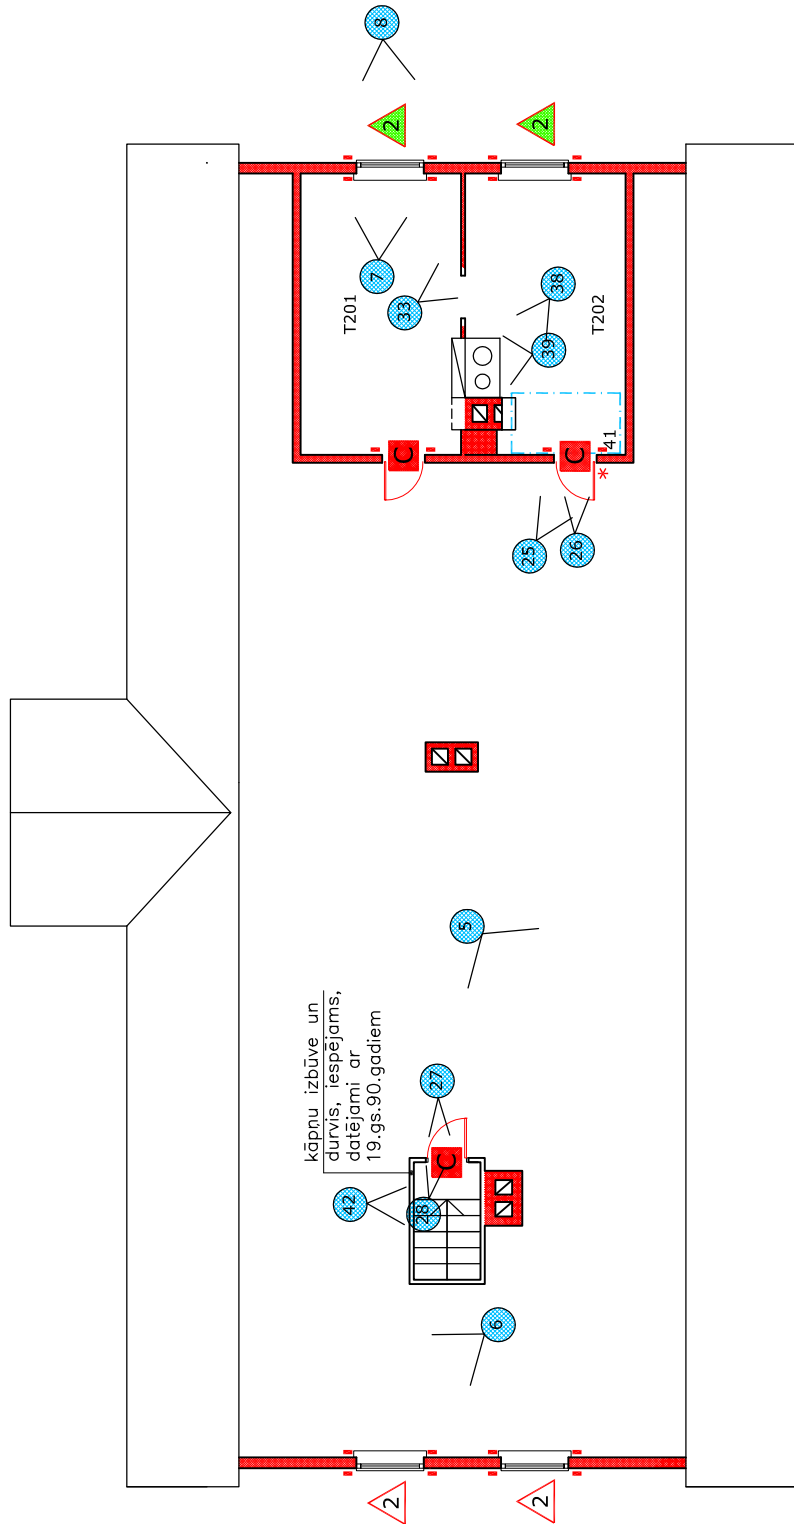 8
2
2
7
33
T201
38
39
T202
41
C
C
*
25
26
5
kāpņu izbūve un
durvis, iespējams,
datējami ar
19.gs.90.gadiem
27
C
42
28
6
2
2